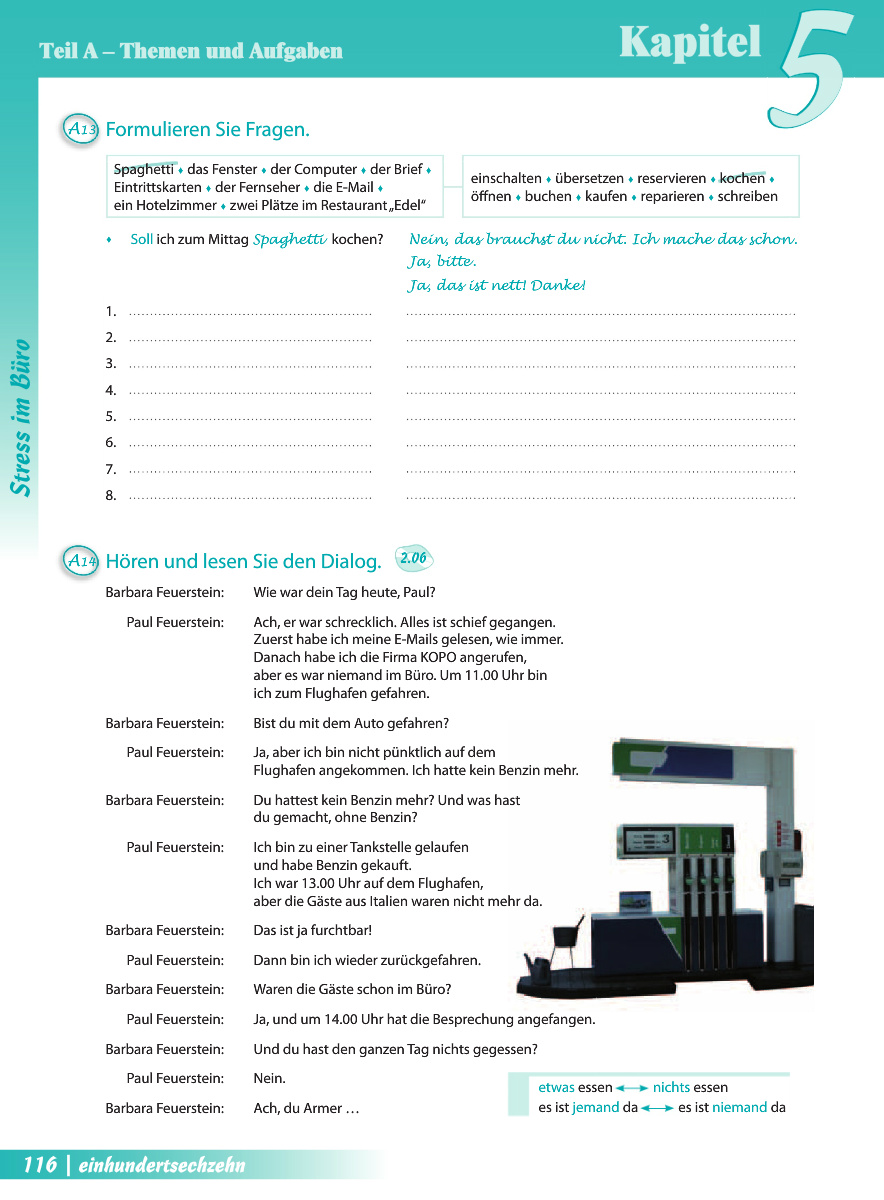 Teil A – Themen und Aufgaben
Kapitel 5
A13 Formulieren Sie Fragen.
Spaghetti ♦ das Fenster ♦ der Computer ♦ der Brief ♦
Eintrittskarten ♦ der Fernseher ♦ die E-Mail ♦
ein Hotelzimmer ♦ zwei Plätze im Restaurant „Edel“
einschalten ♦ übersetzen ♦ reservieren ♦ kochen ♦
öffnen ♦ buchen ♦ kaufen ♦ reparieren ♦ schreiben
♦ Soll ich zum Mittag Spaghetti kochen? Nein, das brauchst du nicht. Ich mache das schon.
Ja, bitte.
Ja, das ist nett! Danke!
1.
2.
3.
4.
5.
6.
7.
8.
Stress im Büro
A14 Hören und lesen Sie den Dialog. 2.06
Barbara Feuerstein: Wie war dein Tag heute, Paul?
Paul Feuerstein: Ach, er war schrecklich. Alles ist schief gegangen.
Zuerst habe ich meine E-Mails gelesen, wie immer.
Danach habe ich die Firma KOPO angerufen,
aber es war niemand im Büro. Um 11.00 Uhr bin
ich zum Flughafen gefahren.
Barbara Feuerstein: Bist du mit dem Auto gefahren?
Paul Feuerstein: Ja, aber ich bin nicht pünktlich auf dem
Flughafen angekommen. Ich hatte kein Benzin mehr.
Barbara Feuerstein: Du hattest kein Benzin mehr? Und was hast
du gemacht, ohne Benzin?
Paul Feuerstein: Ich bin zu einer Tankstelle gelaufen
und habe Benzin gekauft.
Ich war 13.00 Uhr auf dem Flughafen,
aber die Gäste aus Italien waren nicht mehr da.
Barbara Feuerstein: Das ist ja furchtbar!
Paul Feuerstein: Dann bin ich wieder zurückgefahren.
Barbara Feuerstein: Waren die Gäste schon im Büro?
Paul Feuerstein: Ja, und um 14.00 Uhr hat die Besprechung angefangen.
Barbara Feuerstein: Und du hast den ganzen Tag nichts gegessen?
Paul Feuerstein: Nein.
Barbara Feuerstein: Ach, du Armer …
3
etwas essen ↔ nichts essen
es ist jemand da ↔ es ist niemand da
116 | einhundertsechzehn